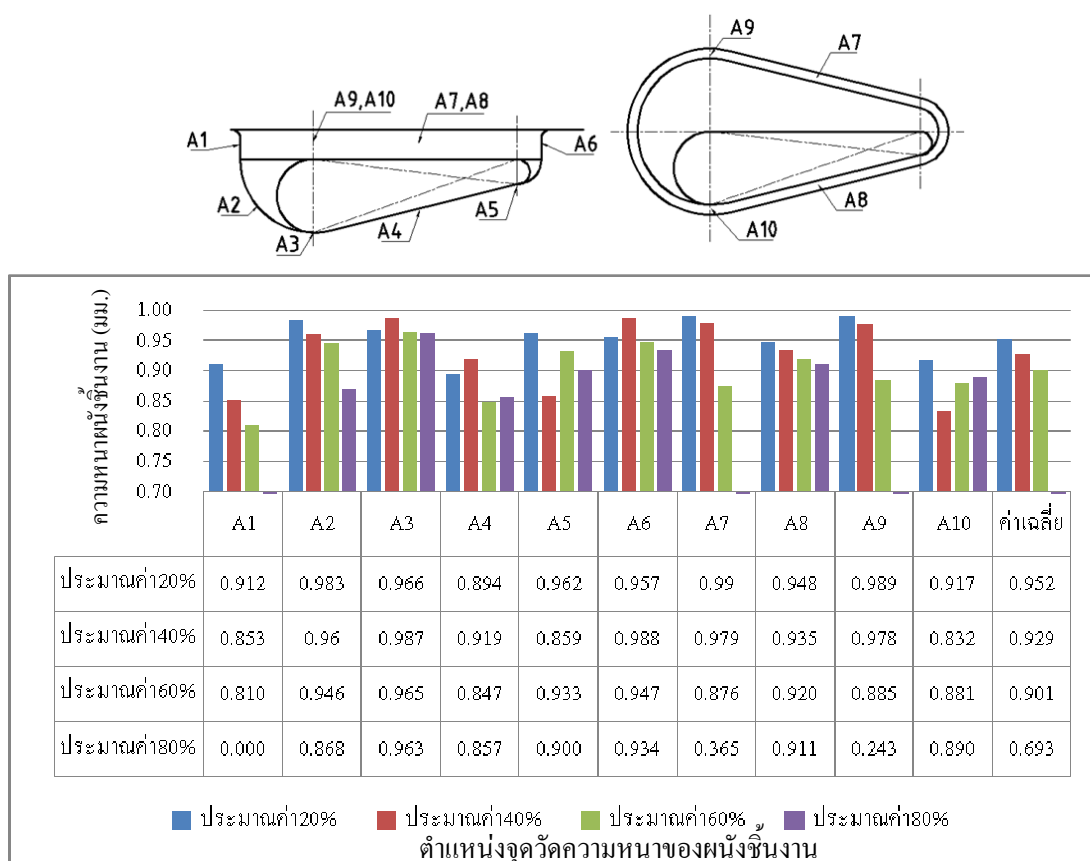 A9
A7
A9,A10
A7,A8
A1
A6
A2
A5
A8
A3
A4
A10
ความหนาผนังชิ้นงาน (มม.)
1.00
0.95
0.90
0.85
0.80
0.75
0.70
A1 A2 A3 A4 A5 A6 A7 A8 A9 A10 ค่าเฉลี่ย
ประมาณค่า20% 0.912 0.983 0.966 0.894 0.962 0.957 0.99 0.948 0.989 0.917 0.952
ประมาณค่า40% 0.853 0.96 0.987 0.919 0.859 0.988 0.979 0.935 0.978 0.832 0.929
ประมาณค่า60% 0.810 0.946 0.965 0.847 0.933 0.947 0.876 0.920 0.885 0.881 0.901
ประมาณค่า80% 0.000 0.868 0.963 0.857 0.900 0.934 0.365 0.911 0.243 0.890 0.693
ประมาณค่า20% ประมาณค่า40% ประมาณค่า60% ประมาณค่า80%
ตำแหน่งจุดวัดความหนาของผนังชิ้นงาน